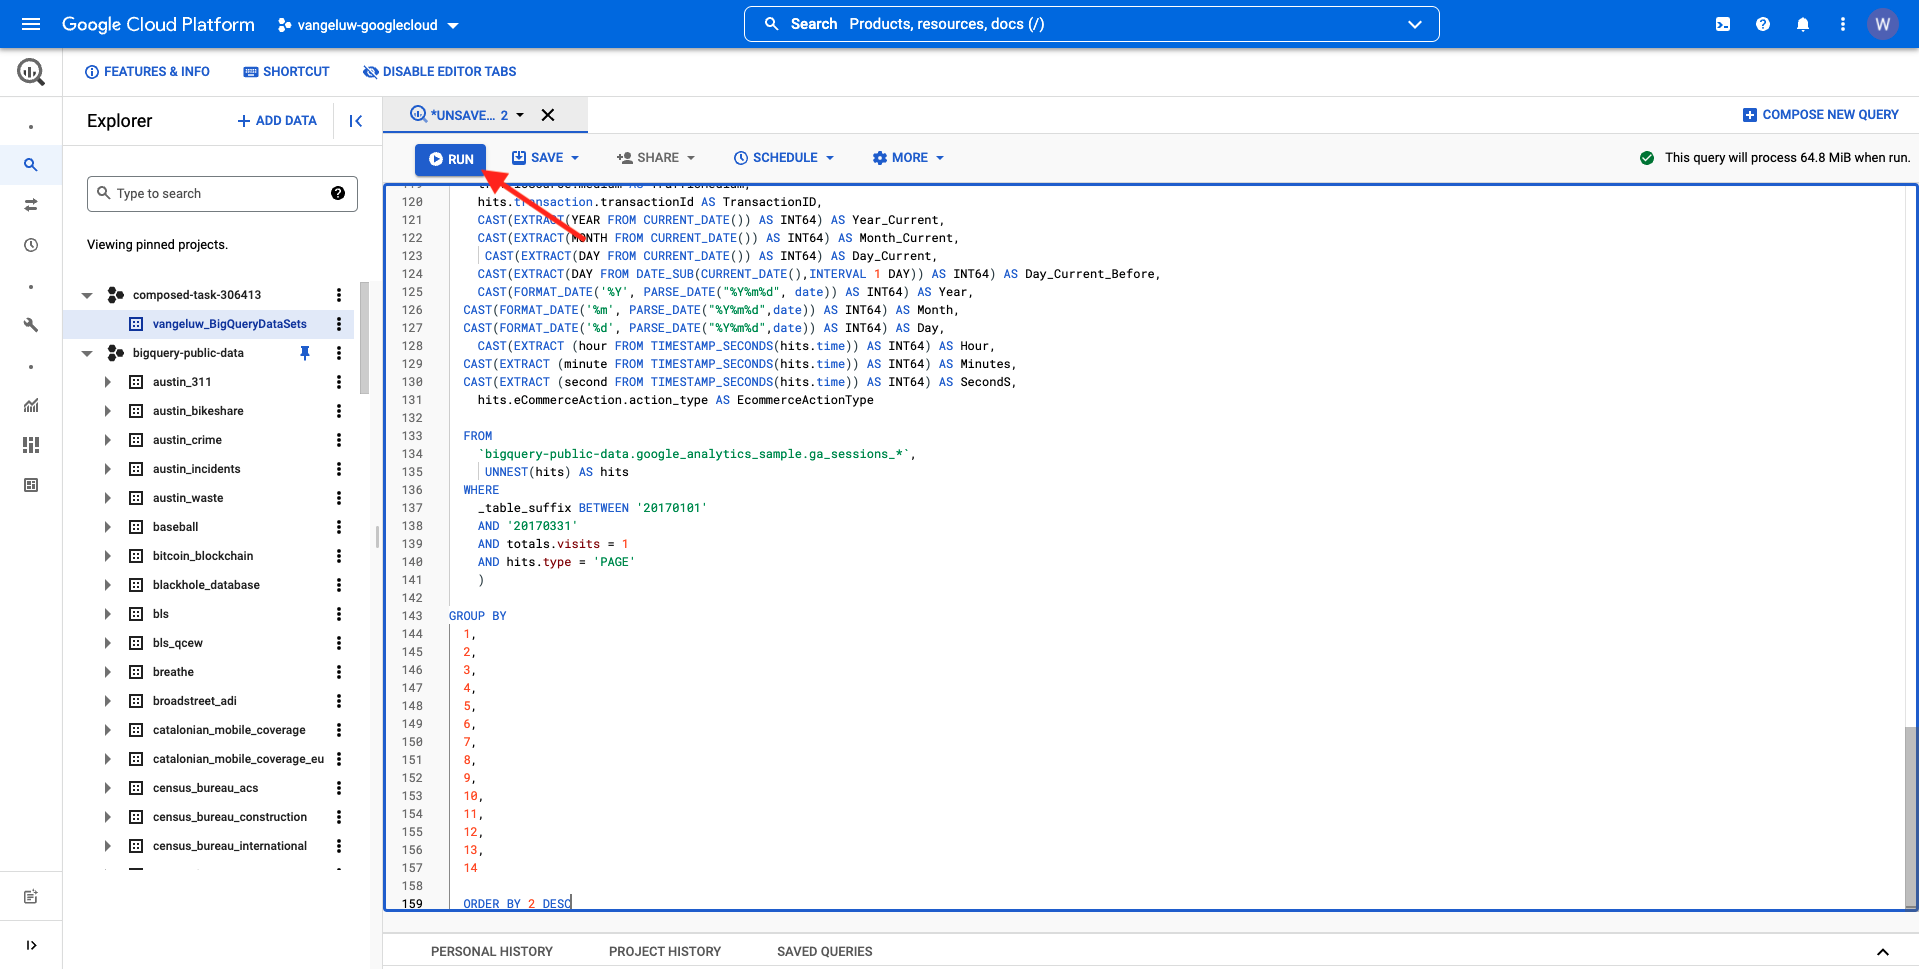 Google Cloud Platform
vangeluw-googlecloud
Search Products, resources, docs (/)
W
FEATURES & INFO
SHORTCUT
DISABLE EDITOR TABS
Explorer
ADD DATA
*UNSAVE... 2
COMPOSE NEW QUERY
RUN
SAVE
SHARE
SCHEDULE
MORE
This query will process 64.8 MiB when run.
Type to search
Viewing pinned projects.
composed-task-306413
vangeluw_BigQueryDataSets
bigquery-public-data
austin_311
austin_bikeshare
austin_crime
austin_incidents
austin_waste
baseball
bitcoin_blockchain
blackhole_database
bls
bls_qcew
breathe
broadstreet_adi
catalonian_mobile_coverage
catalonian_mobile_coverage_eu
census_bureau_acs
census_bureau_construction
census_bureau_international
120 hits.transaction.transactionId AS TransactionID,
121 CAST(EXTRACT(YEAR FROM CURRENT_DATE()) AS INT64) AS Year_Current,
122 CAST(EXTRACT(MONTH FROM CURRENT_DATE()) AS INT64) AS Month_Current,
123 CAST(EXTRACT(DAY FROM CURRENT_DATE()) AS INT64) AS Day_Current,
124 CAST(EXTRACT(DAY FROM DATE_SUB(CURRENT_DATE(),INTERVAL 1 DAY)) AS INT64) AS Day_Current_Before,
125 CAST(FORMAT_DATE('%Y', PARSE_DATE("%Y%m%d", date)) AS INT64) AS Year,
126 CAST(FORMAT_DATE('%m', PARSE_DATE("%Y%m%d",date)) AS INT64) AS Month,
127 CAST(FORMAT_DATE('%d', PARSE_DATE("%Y%m%d",date)) AS INT64) AS Day,
128 CAST(EXTRACT (hour FROM TIMESTAMP_SECONDS(hits.time)) AS INT64) AS Hour,
129 CAST(EXTRACT (minute FROM TIMESTAMP_SECONDS(hits.time)) AS INT64) AS Minutes,
130 CAST(EXTRACT (second FROM TIMESTAMP_SECONDS(hits.time)) AS INT64) AS SecondS,
131 hits.eCommerceAction.action_type AS EcommerceActionType
132
133 FROM
134 `bigquery-public-data.google_analytics_sample.ga_sessions_*`,
135 UNNEST(hits) AS hits
136 WHERE
137 _table_suffix BETWEEN '20170101'
138 AND '20170331'
139 AND totals.visits = 1
140 AND hits.type = 'PAGE'
141 )
142
143 GROUP BY
144 1,
145 2,
146 3,
147 4,
148 5,
149 6,
150 7,
151 8,
152 9,
153 10,
154 11,
155 12,
156 13,
157 14
158
159 ORDER BY 2 DESC
PERSONAL HISTORY
PROJECT HISTORY
SAVED QUERIES